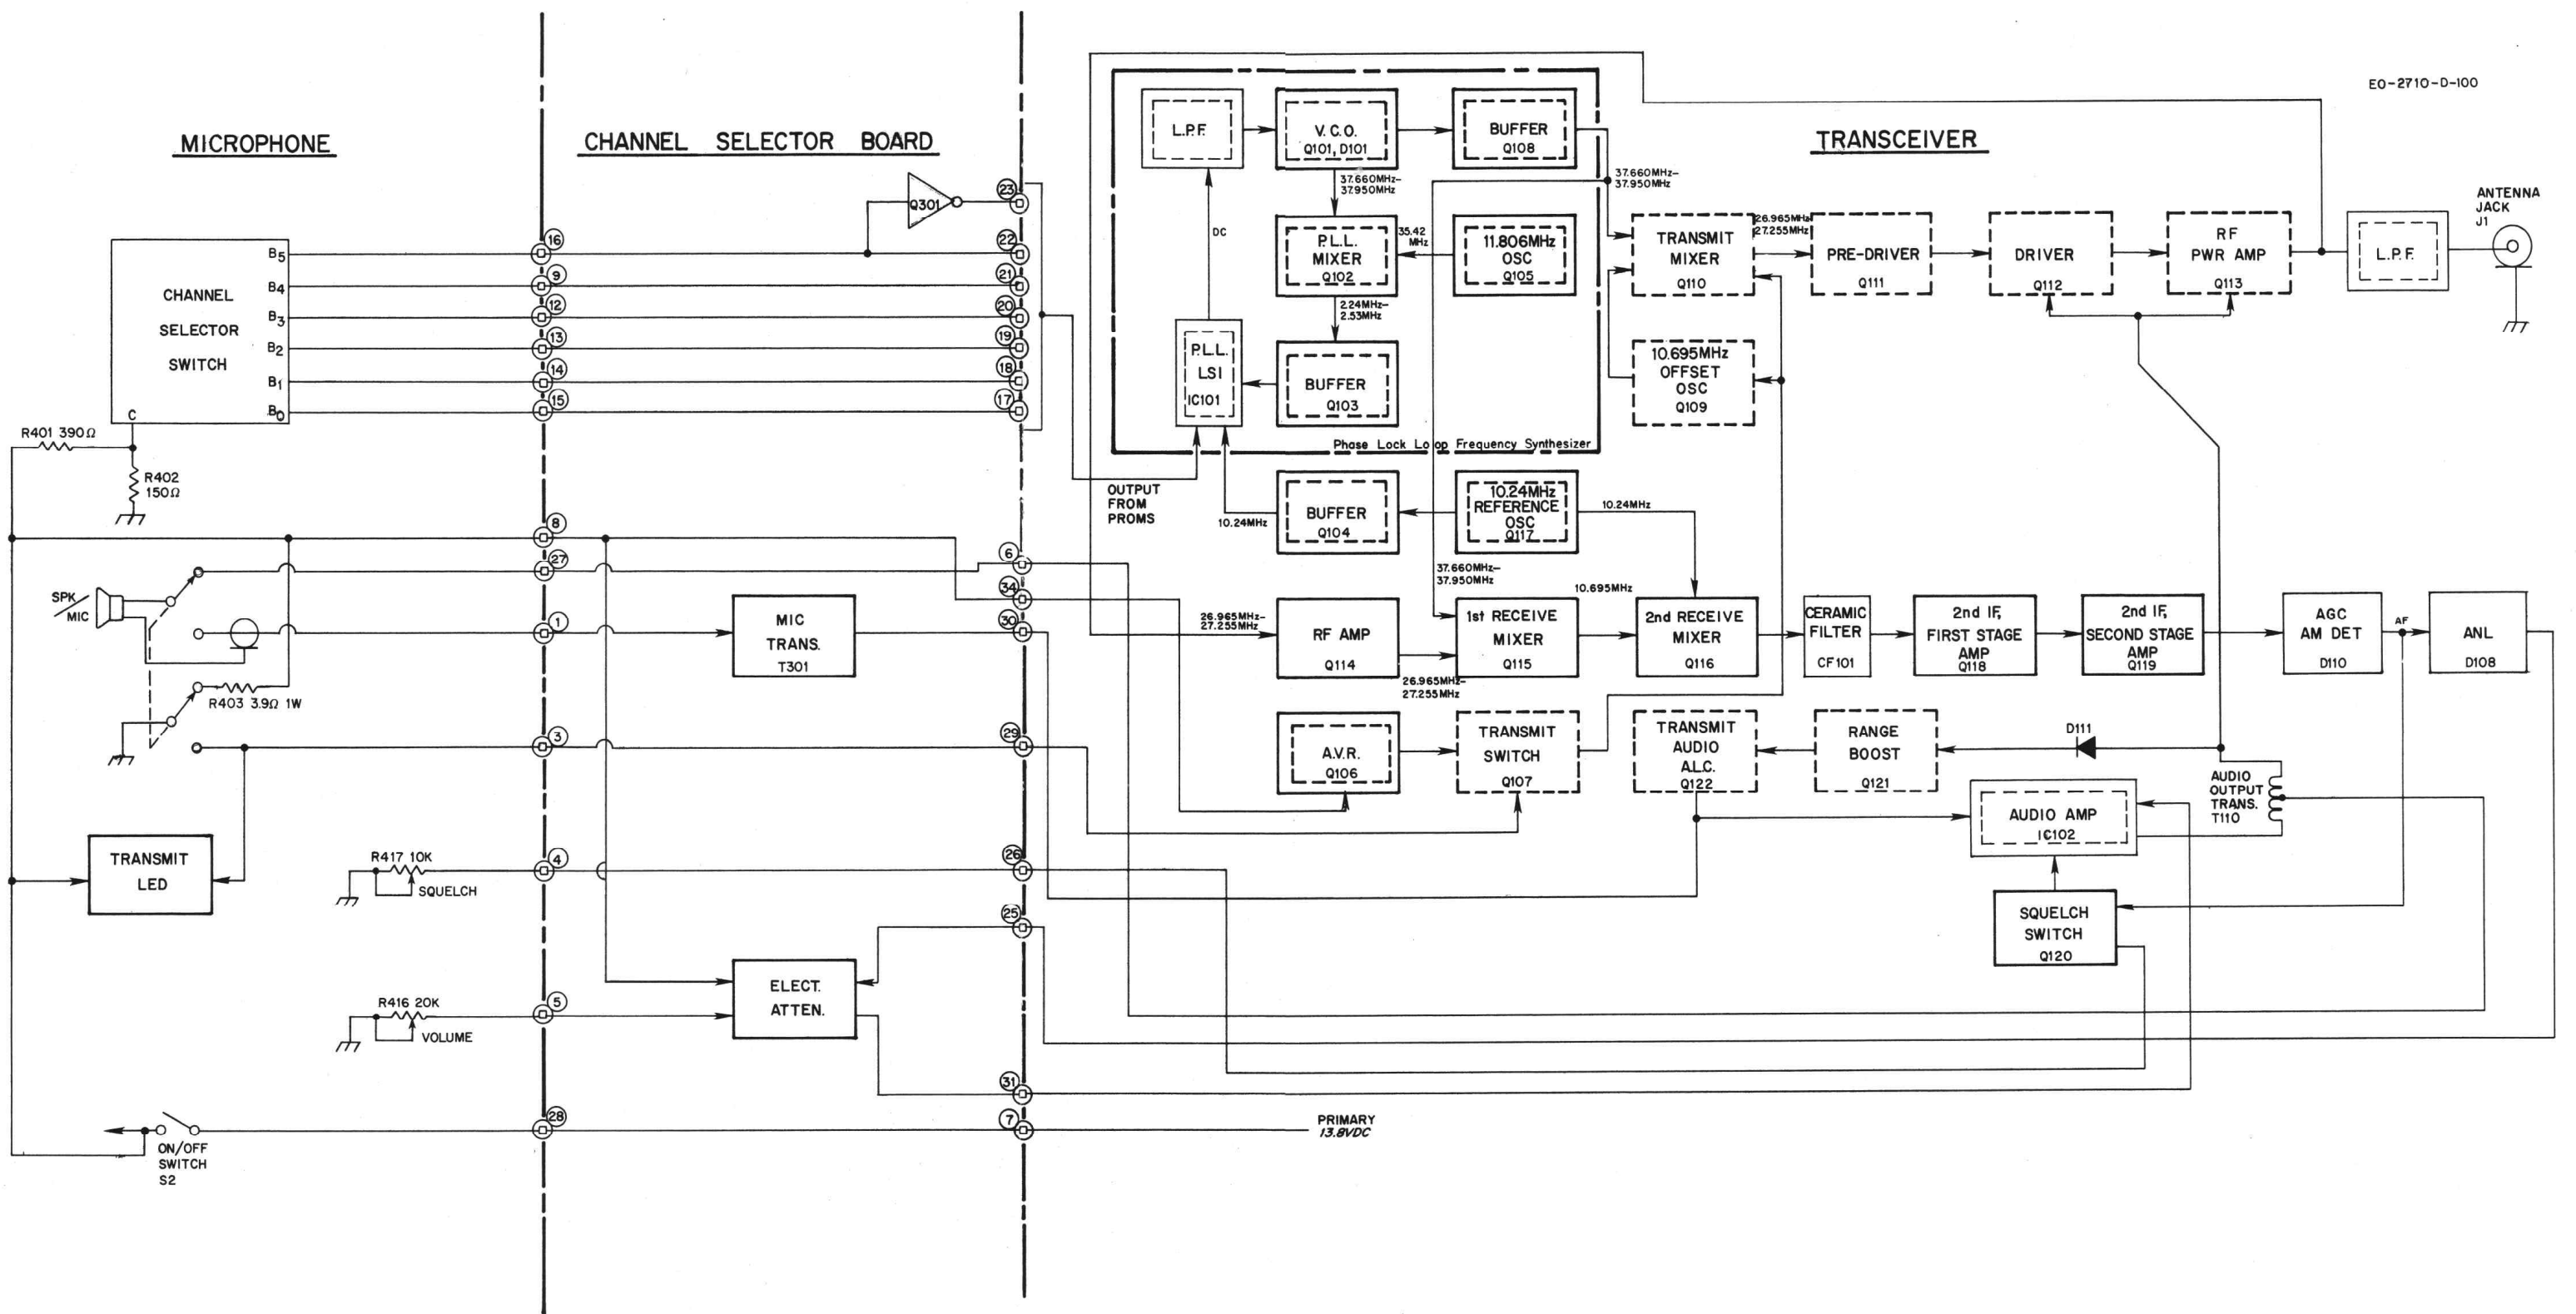 EO-2710-D-100
MICROPHONE
CHANNEL SELECTOR BOARD
TRANSCEIVER
CHANNEL
SELECTOR
SWITCH
B5
B4
B3
B2
B1
B0
C
R401 390Ω
R402
150Ω
SPK/
MIC
R403 3.9Ω 1W
TRANSMIT
LED
R417 10K
SQUELCH
R416 20K
VOLUME
ON/OFF
SWITCH
S2
16
9
12
13
14
15
8
27
1
3
4
5
28
Q301
MIC
TRANS.
T301
ELECT.
ATTEN.
23
22
21
20
19
18
17
6
34
30
29
26
25
31
7
PRIMARY
13.8VDC
OUTPUT
FROM
PROMS
L.P.F.
V.C.O.
Q101, D101
BUFFER
Q108
37.660MHz-
37.950MHz
DC
P.L.L.
MIXER
Q102
35.42
MHz
11.806MHz
OSC
Q105
2.24MHz-
2.53MHz
P.L.L.
LSI
IC101
BUFFER
Q103
Phase Lock Loop Frequency Synthesizer
37.660MHz-
37.950MHz
TRANSMIT
MIXER
Q110
26.965MHz
27.255MHz
PRE-DRIVER
Q111
DRIVER
Q112
RF
PWR AMP
Q113
L.P.F.
ANTENNA
JACK
J1
10.695MHz
OFFSET
OSC
Q109
10.24MHz
BUFFER
Q104
10.24MHz
REFERENCE
OSC
Q117
10.24MHz
37.660MHz-
37.950MHz
26.965MHz-
27.255MHz
RF AMP
Q114
26.965MHz-
27.255MHz
1st RECEIVE
MIXER
Q115
10.695MHz
2nd RECEIVE
MIXER
Q116
CERAMIC
FILTER
CF101
2nd IF,
FIRST STAGE
AMP
Q118
2nd IF,
SECOND STAGE
AMP
Q119
AGC
AM DET
D110
AF
ANL
D108
A.V.R.
Q106
TRANSMIT
SWITCH
Q107
TRANSMIT
AUDIO
A.L.C.
Q122
RANGE
BOOST
Q121
D111
AUDIO
OUTPUT
TRANS.
T110
AUDIO AMP
IC102
SQUELCH
SWITCH
Q120